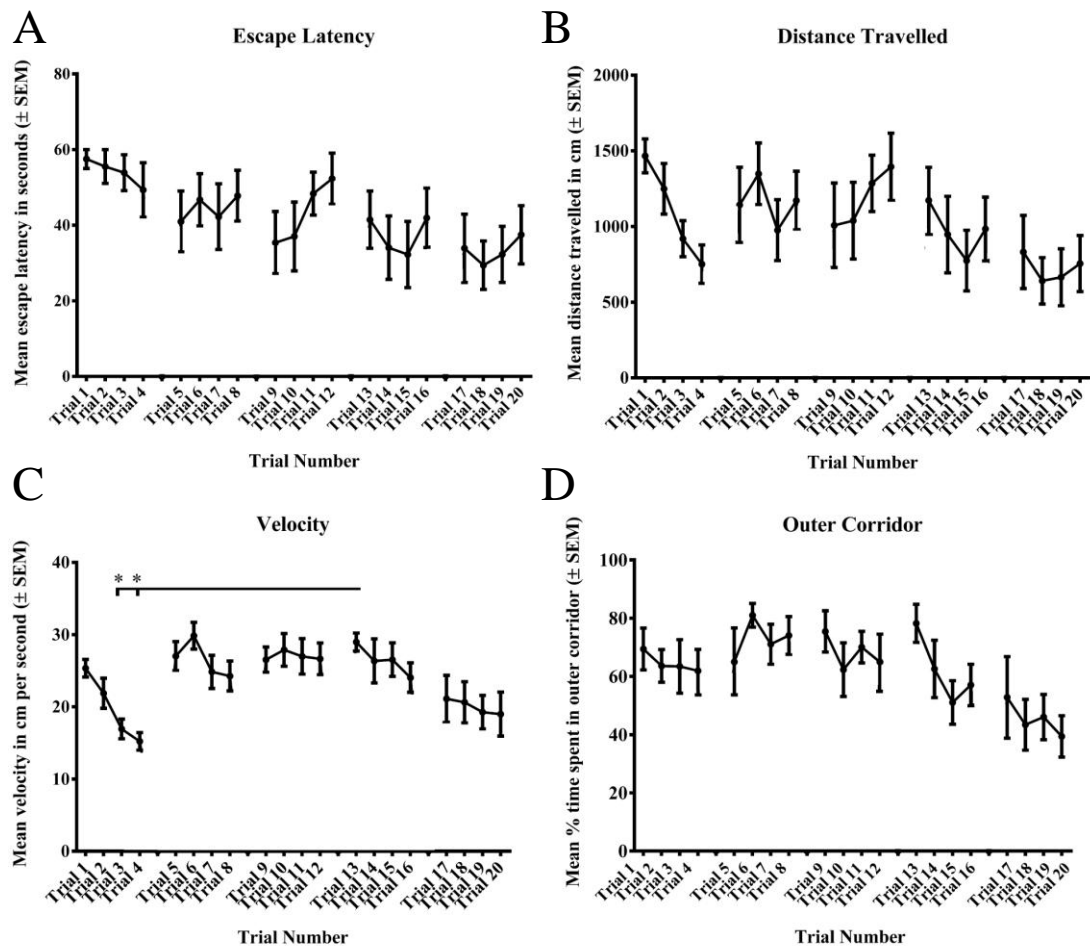 A
Escape Latency
Mean escape latency in seconds (± SEM)
80
60
40
20
0
Trial 1
Trial 2
Trial 3
Trial 4
Trial 5
Trial 6
Trial 7
Trial 8
Trial 9
Trial 10
Trial 11
Trial 12
Trial 13
Trial 14
Trial 15
Trial 16
Trial 17
Trial 18
Trial 19
Trial 20
Trial Number
B
Distance Travelled
Mean distance travelled in cm (± SEM)
2000
1500
1000
500
0
Trial 1
Trial 2
Trial 3
Trial 4
Trial 5
Trial 6
Trial 7
Trial 8
Trial 9
Trial 10
Trial 11
Trial 12
Trial 13
Trial 14
Trial 15
Trial 16
Trial 17
Trial 18
Trial 19
Trial 20
Trial Number
C
Velocity
Mean velocity in cm per second (± SEM)
40
30
20
10
0
* *
Trial 1
Trial 2
Trial 3
Trial 4
Trial 5
Trial 6
Trial 7
Trial 8
Trial 9
Trial 10
Trial 11
Trial 12
Trial 13
Trial 14
Trial 15
Trial 16
Trial 17
Trial 18
Trial 19
Trial 20
Trial Number
D
Outer Corridor
Mean % time spent in outer corridor (± SEM)
100
80
60
40
20
0
Trial 1
Trial 2
Trial 3
Trial 4
Trial 5
Trial 6
Trial 7
Trial 8
Trial 9
Trial 10
Trial 11
Trial 12
Trial 13
Trial 14
Trial 15
Trial 16
Trial 17
Trial 18
Trial 19
Trial 20
Trial Number